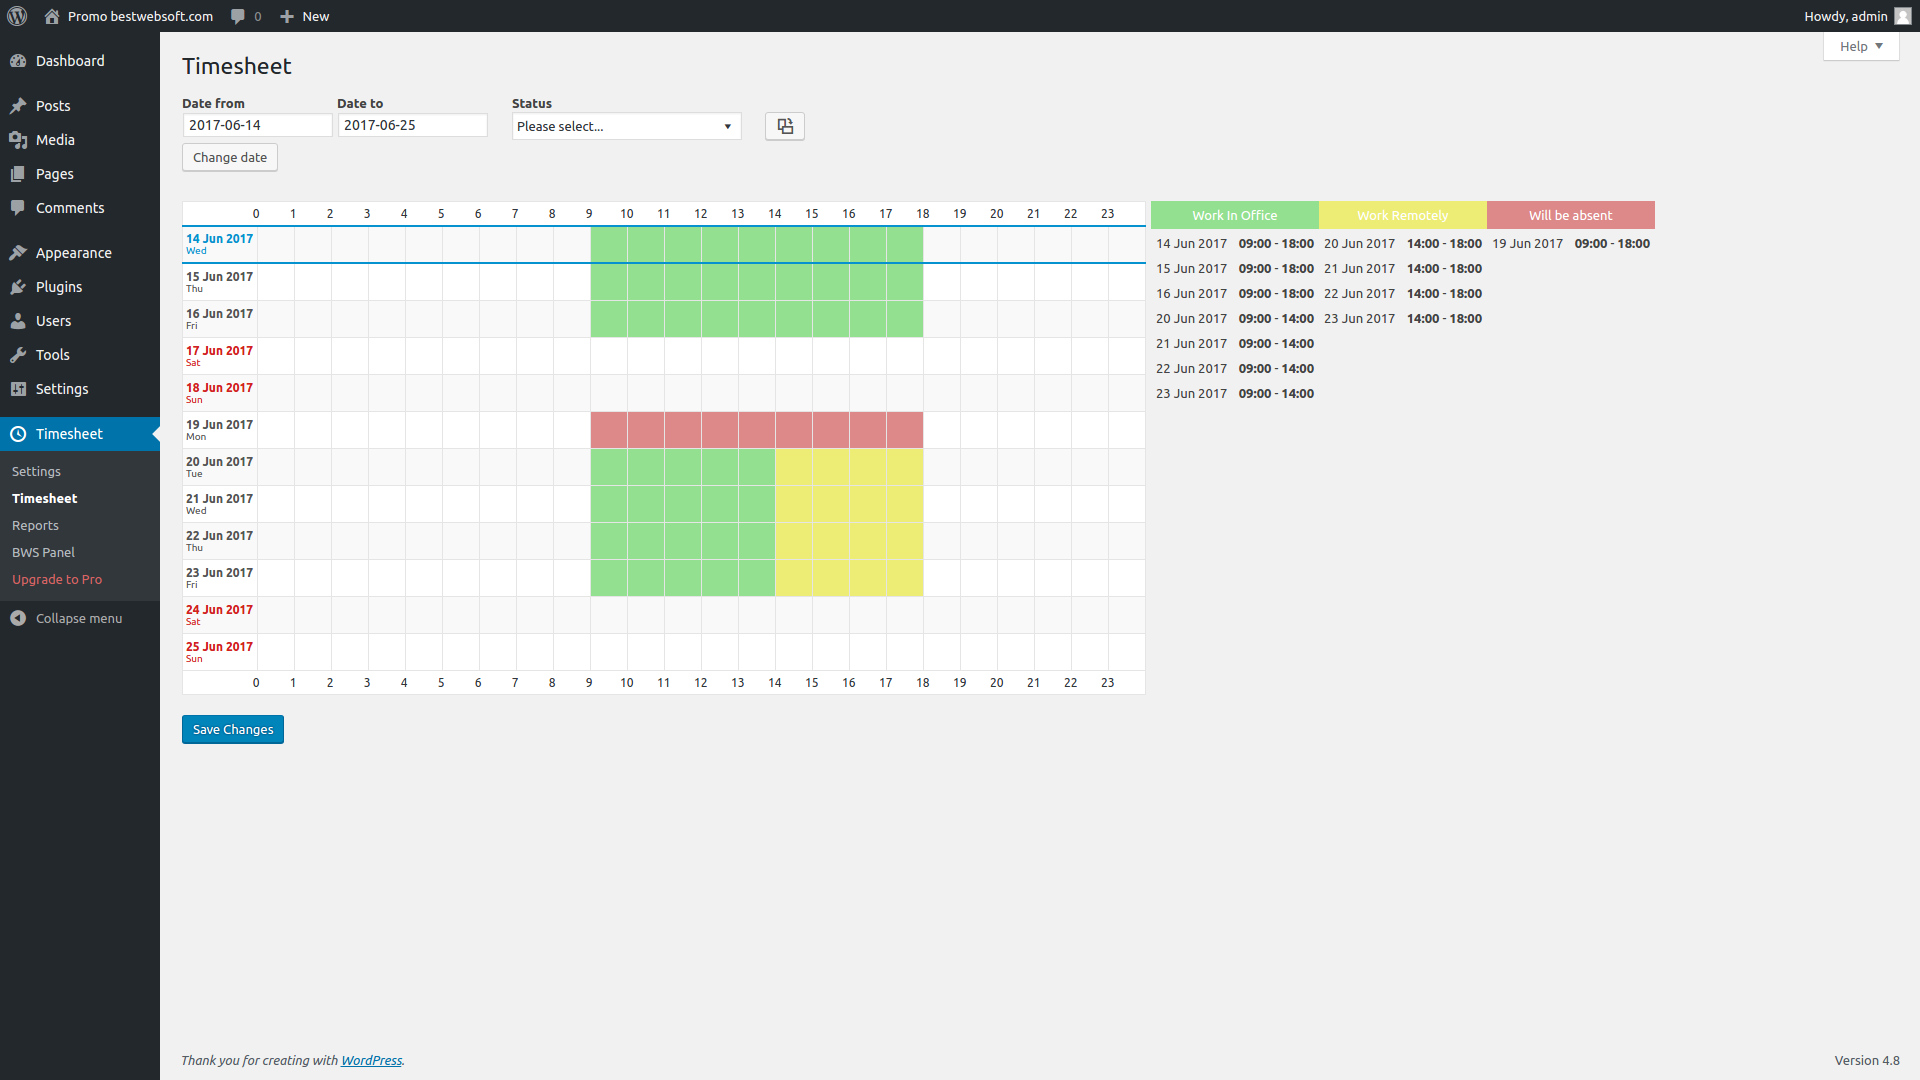 Promo bestwebsoft.com 0 New Howdy, admin
Help
Dashboard
Posts
Media
Pages
Comments
Appearance
Plugins
Users
Tools
Settings
Timesheet
Settings
Timesheet
Reports
BWS Panel
Upgrade to Pro
Collapse menu
Timesheet
Date from Date to Status
2017-06-14 2017-06-25 Please select...
Change date
0 1 2 3 4 5 6 7 8 9 10 11 12 13 14 15 16 17 18 19 20 21 22 23
14 Jun 2017
Wed
15 Jun 2017
Thu
16 Jun 2017
Fri
17 Jun 2017
Sat
18 Jun 2017
Sun
19 Jun 2017
Mon
20 Jun 2017
Tue
21 Jun 2017
Wed
22 Jun 2017
Thu
23 Jun 2017
Fri
24 Jun 2017
Sat
25 Jun 2017
Sun
0 1 2 3 4 5 6 7 8 9 10 11 12 13 14 15 16 17 18 19 20 21 22 23
Work In Office Work Remotely Will be absent
14 Jun 2017 09:00 - 18:00 20 Jun 2017 14:00 - 18:00 19 Jun 2017 09:00 - 18:00
15 Jun 2017 09:00 - 18:00 21 Jun 2017 14:00 - 18:00
16 Jun 2017 09:00 - 18:00 22 Jun 2017 14:00 - 18:00
20 Jun 2017 09:00 - 14:00 23 Jun 2017 14:00 - 18:00
21 Jun 2017 09:00 - 14:00
22 Jun 2017 09:00 - 14:00
23 Jun 2017 09:00 - 14:00
Save Changes
Thank you for creating with WordPress. Version 4.8